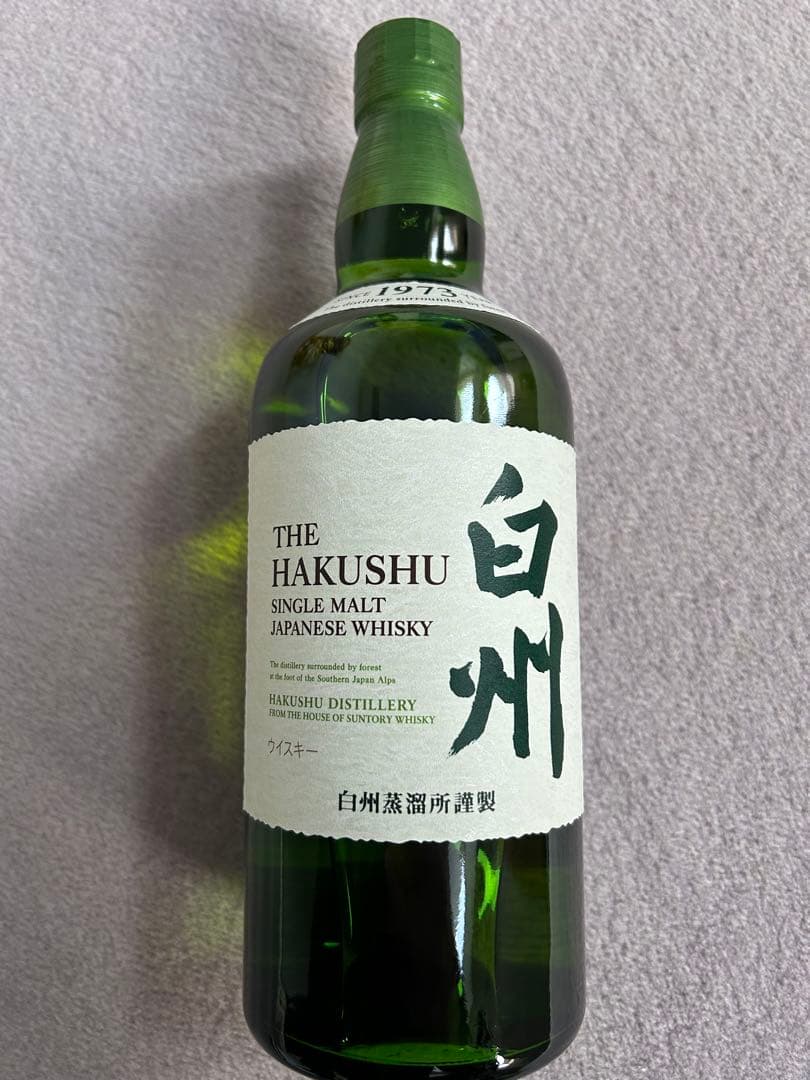 SINCE 1973
The distillery surrounded by
THE
HAKUSHU
SINGLE MALT
JAPANESE WHISKY
白州
The distillery surrounded by forest
at the foot of the Southern Japan Alps
HAKUSHU DISTILLERY
FROM THE HOUSE OF SUNTORY WHISKY
ウイスキー
白州蒸溜所謹製